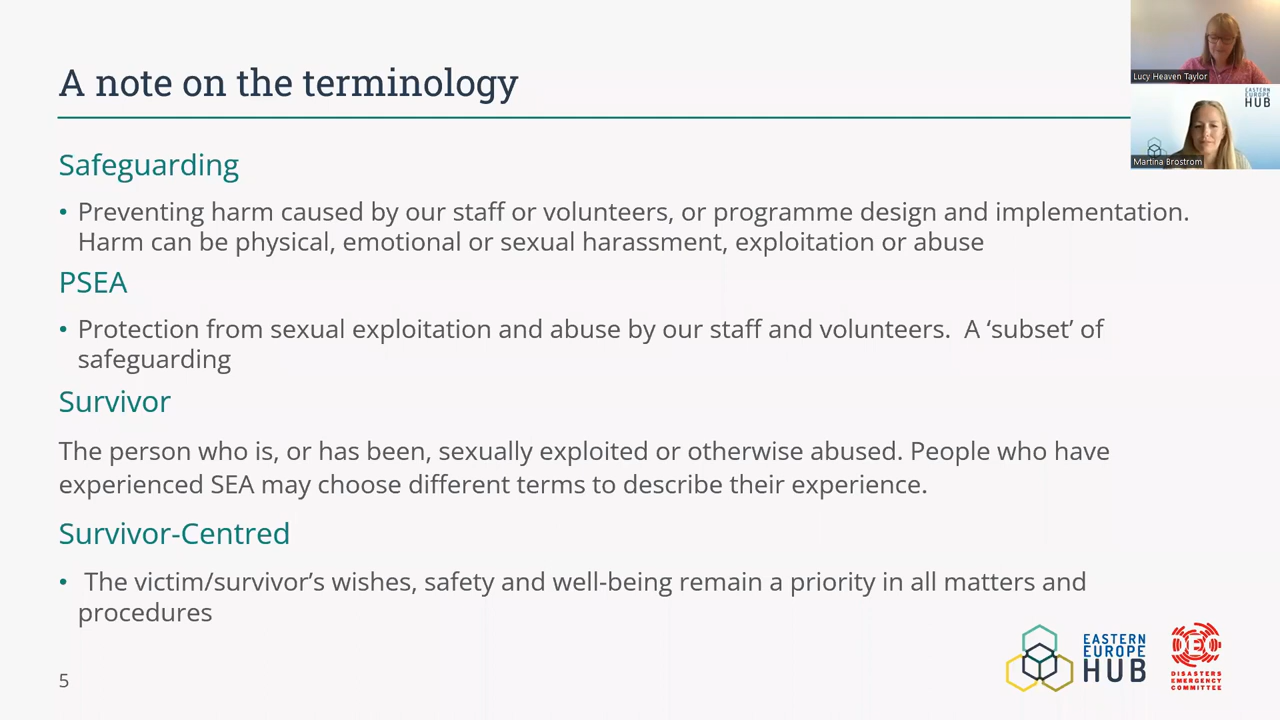 A note on the terminology
Lucy Heaven Taylor
EASTERN
EUROPE
HUB
Martina Brostrom
Safeguarding
• Preventing harm caused by our staff or volunteers, or programme design and implementation.
Harm can be physical, emotional or sexual harassment, exploitation or abuse
PSEA
• Protection from sexual exploitation and abuse by our staff and volunteers.  A ‘subset’ of
safeguarding
Survivor
The person who is, or has been, sexually exploited or otherwise abused. People who have
experienced SEA may choose different terms to describe their experience.
Survivor-Centred
• The victim/survivor’s wishes, safety and well-being remain a priority in all matters and
procedures
EASTERN
EUROPE
HUB
DEC
DISASTERS
EMERGENCY
COMMITTEE
5